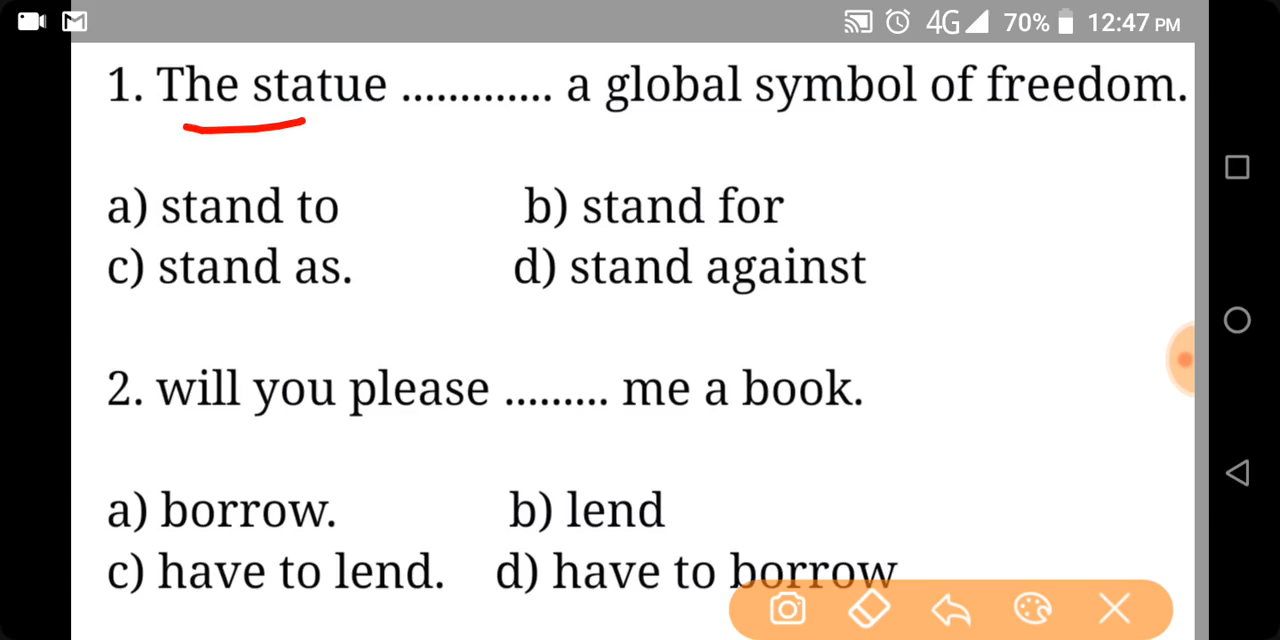 4G 70% 12:47 PM
1. The statue ............. a global symbol of freedom.
a) stand to b) stand for
c) stand as. d) stand against
2. will you please ......... me a book.
a) borrow. b) lend
c) have to lend. d) have to borrow